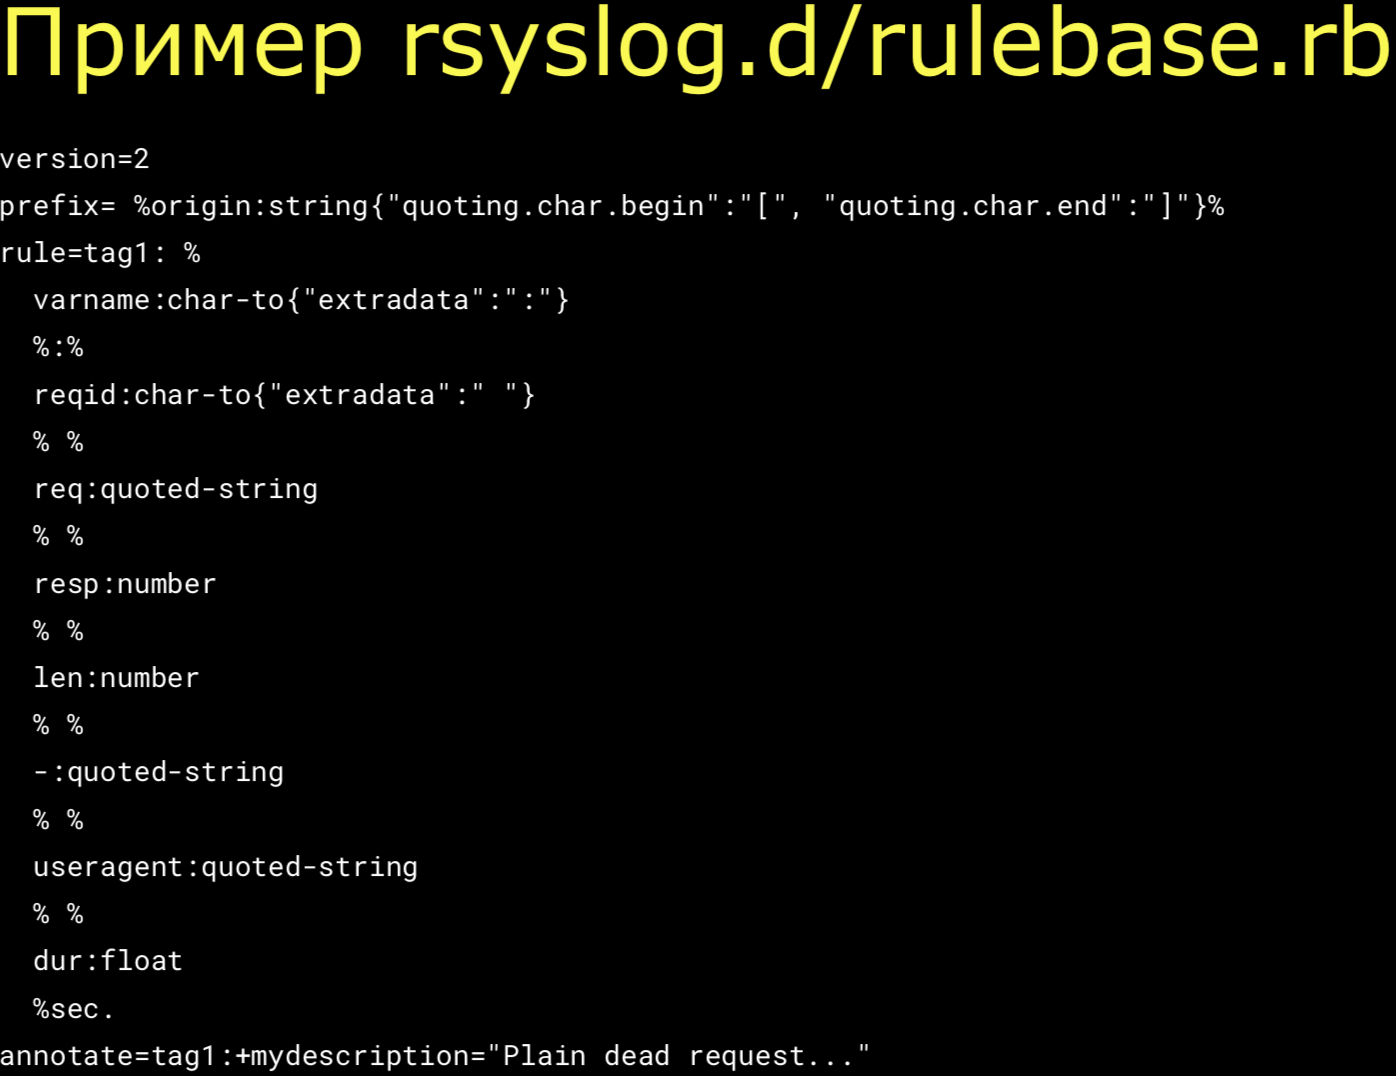 Пример rsyslog.d/rulebase.rb
version=2
prefix= %origin:string{"quoting.char.begin":"[", "quoting.char.end":"]"}%
rule=tag1: %
varname:char-to{"extradata":":"}
%:%
reqid:char-to{"extradata":" "}
% %
req:quoted-string
% %
resp:number
% %
len:number
% %
-:quoted-string
% %
useragent:quoted-string
% %
dur:float
%sec.
annotate=tag1:+mydescription="Plain dead request..."